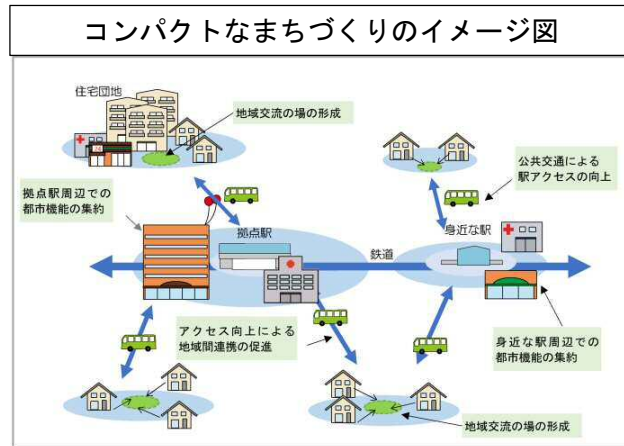 コンパクトなまちづくりのイメージ図
住宅団地
地域交流の場の形成
公共交通による
駅アクセスの向上
拠点駅周辺での
都市機能の集約
拠点駅
身近な駅
鉄道
アクセス向上による
地域間連携の促進
身近な駅周辺での
都市機能の集約
地域交流の場の形成